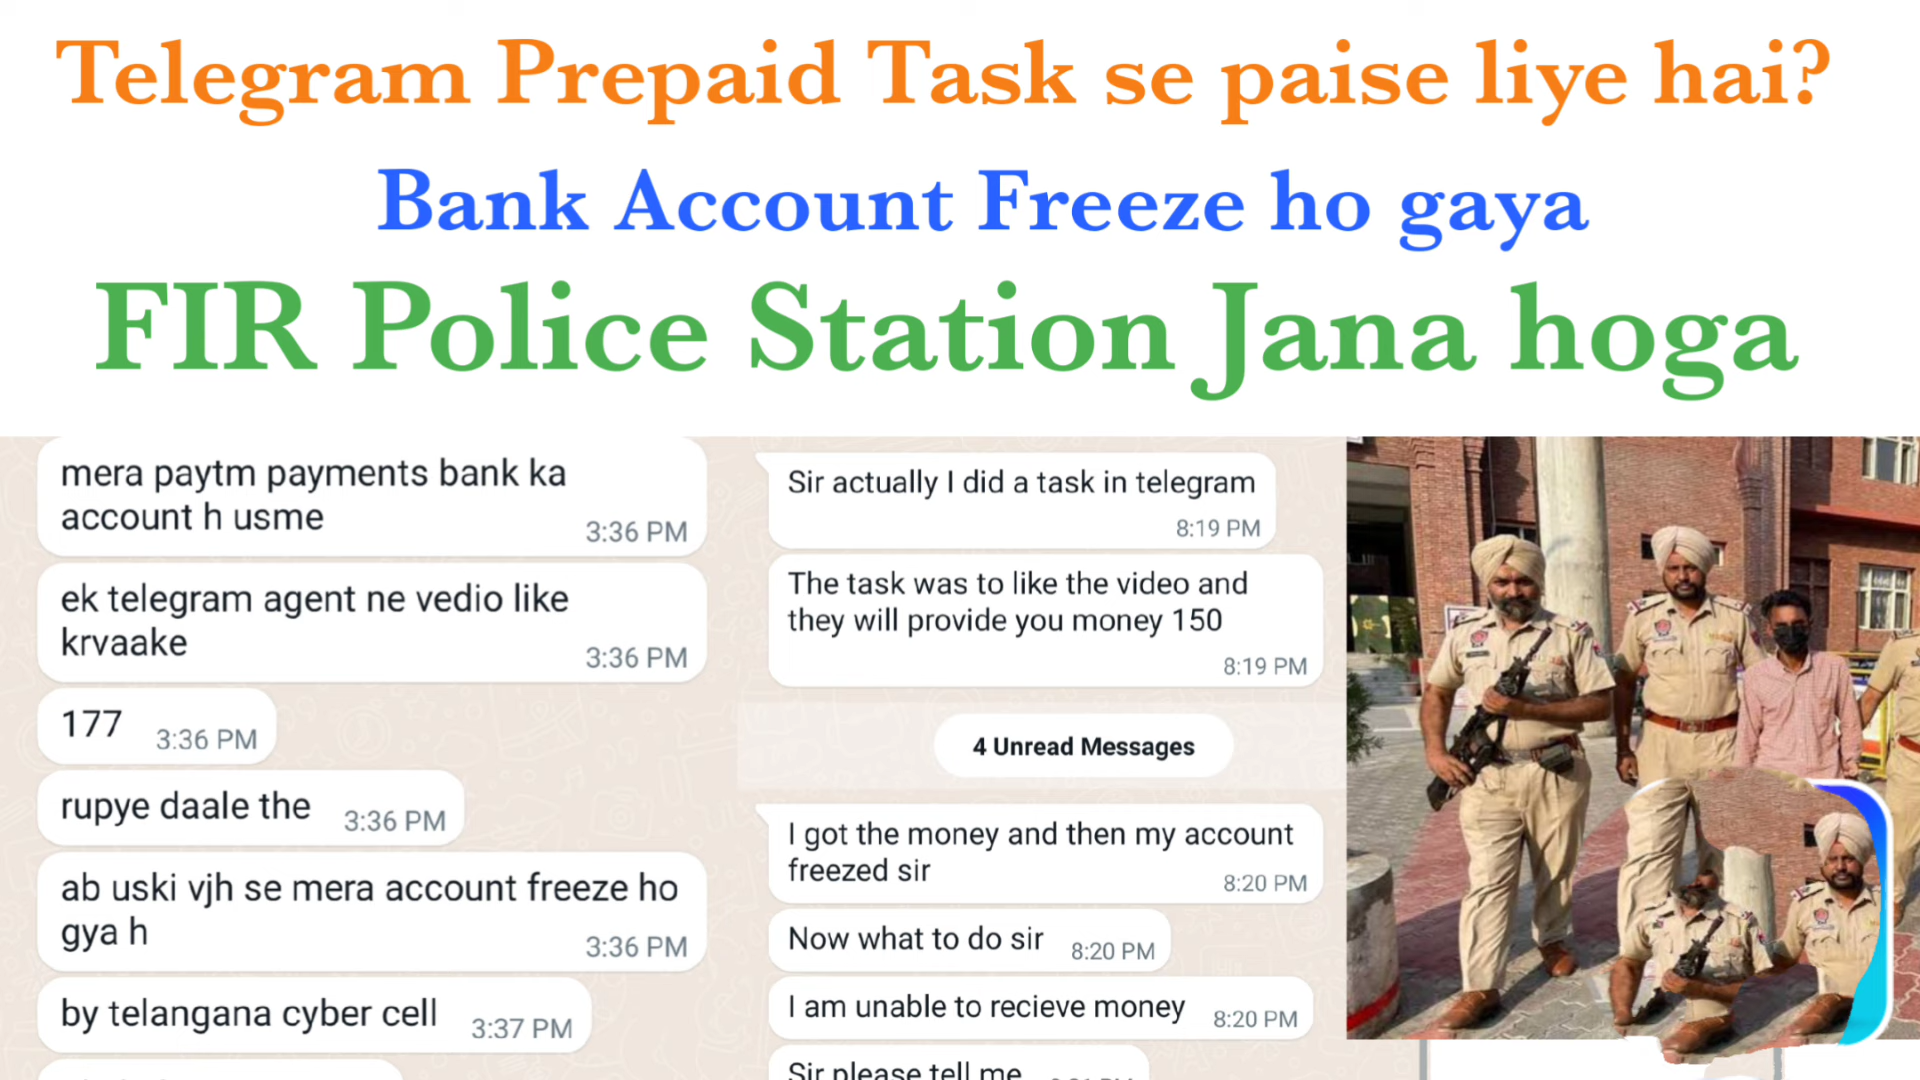 Telegram Prepaid Task se paise liye hai?
Bank Account Freeze ho gaya
FIR Police Station Jana hoga
mera paytm payments bank ka
account h usme
3:36 PM
ek telegram agent ne vedio like
krvaake
3:36 PM
177 3:36 PM
rupye daale the 3:36 PM
ab uski vjh se mera account freeze ho
gya h
3:36 PM
by telangana cyber cell 3:37 PM
Sir actually I did a task in telegram
8:19 PM
The task was to like the video and
they will provide you money 150
8:19 PM
4 Unread Messages
I got the money and then my account
freezed sir
8:20 PM
Now what to do sir 8:20 PM
I am unable to recieve money 8:20 PM
Sir please tell me